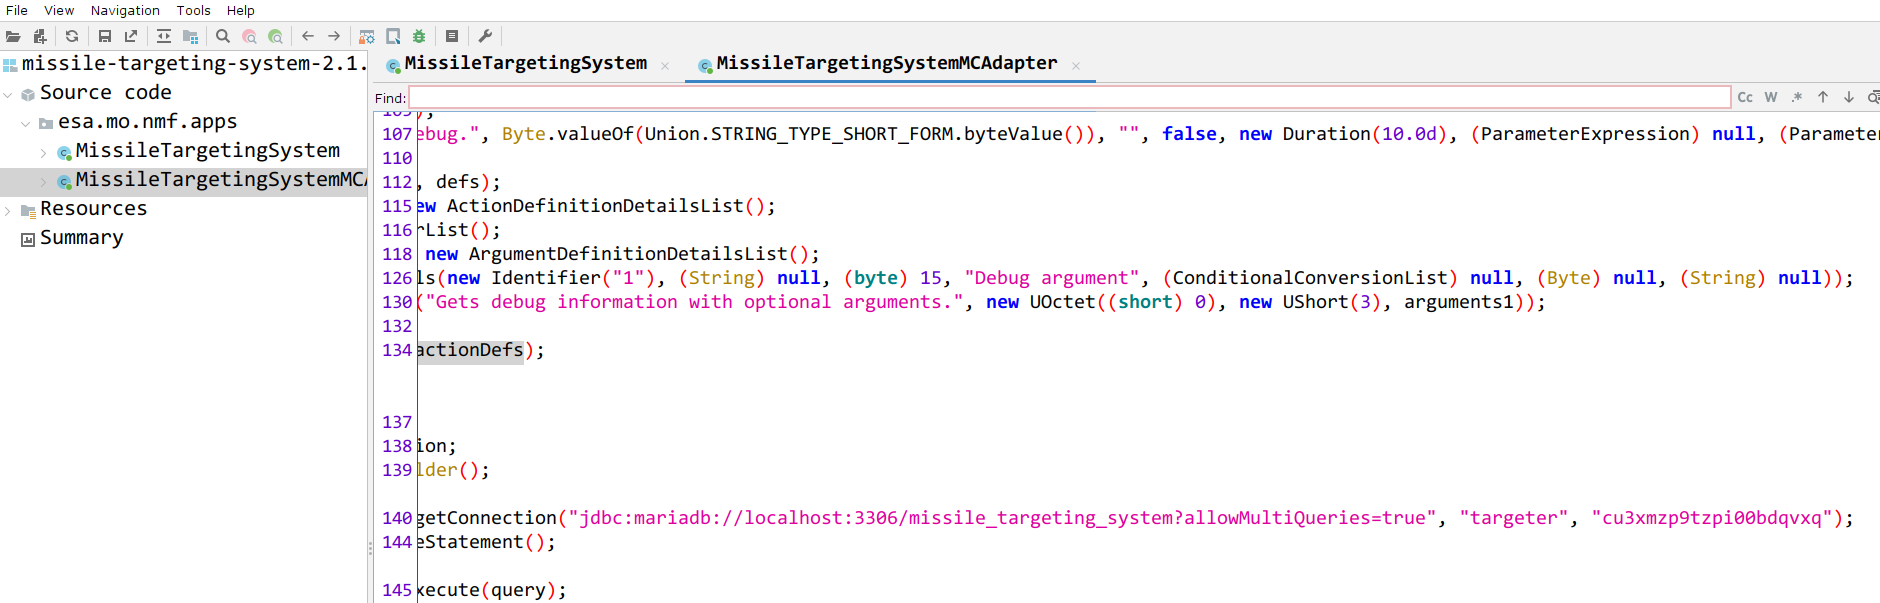 File View Navigation Tools Help
missile-targeting-system-2.1.
Source code
esa.mo.nmf.apps
MissileTargetingSystem
MissileTargetingSystemMCA
Resources
Summary
MissileTargetingSystem × MissileTargetingSystemMCAdapter ×
Find: Cc W .*
107 ebug.", Byte.valueOf(Union.STRING_TYPE_SHORT_FORM.byteValue()), "", false, new Duration(10.0d), (ParameterExpression) null, (Parameter
110
112 , defs);
115 ew ActionDefinitionDetailsList();
116 rList();
118 new ArgumentDefinitionDetailsList();
126 ls(new Identifier("1"), (String) null, (byte) 15, "Debug argument", (ConditionalConversionList) null, (Byte) null, (String) null));
130 ("Gets debug information with optional arguments.", new UOctet((short) 0), new UShort(3), arguments1));
132
134 actionDefs);
137
138 ion;
139 lder();
140 getConnection("jdbc:mariadb://localhost:3306/missile_targeting_system?allowMultiQueries=true", "targeter", "cu3xmzp9tzpi00bdqvxq");
144 eStatement();
145 xecute(query);